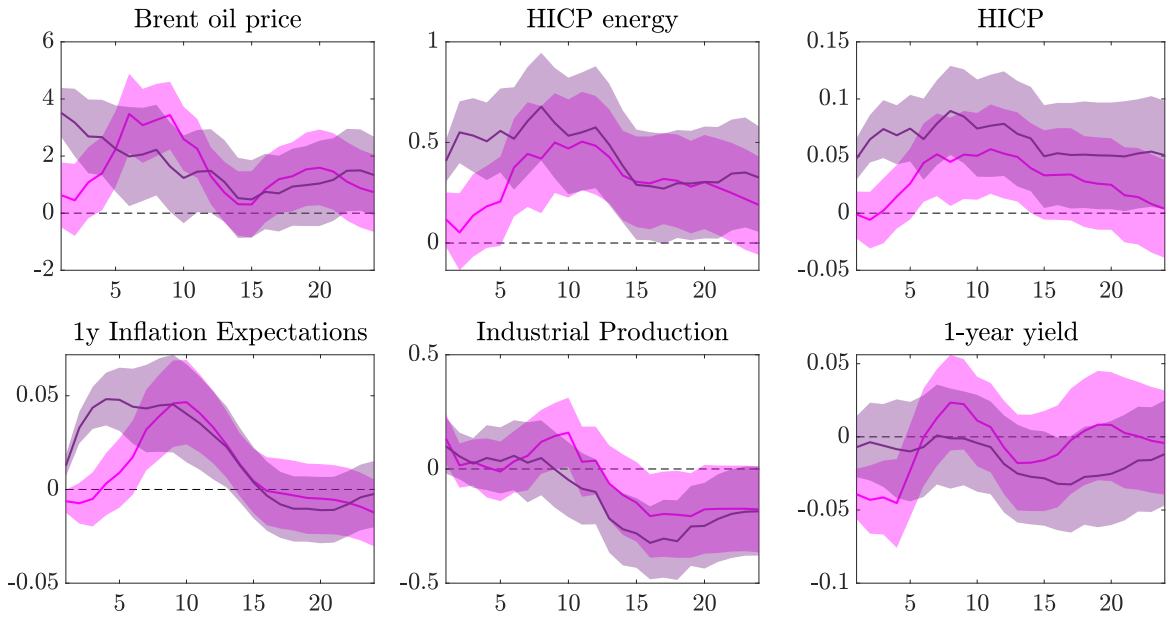 Brent oil price
6
4
2
0
-2
5 10 15 20
HICP energy
1
0.5
0
5 10 15 20
HICP
0.15
0.1
0.05
0
-0.05
5 10 15 20
1y Inflation Expectations
0.05
0
-0.05
5 10 15 20
Industrial Production
0.5
0
-0.5
5 10 15 20
1-year yield
0.05
0
-0.05
-0.1
5 10 15 20